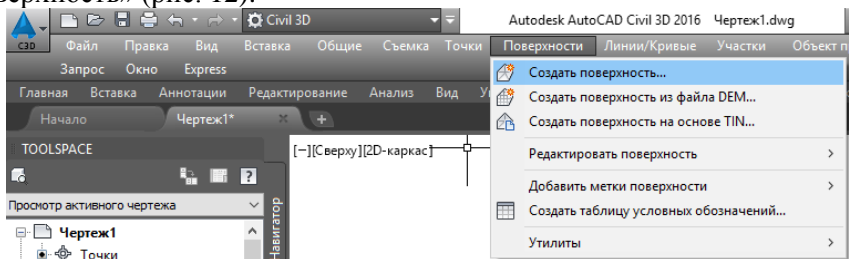 верхность» (рис. 12).
Civil 3D
Autodesk AutoCAD Civil 3D 2016 Чертеж1.dwg
C3D Файл Правка Вид Вставка Общие Съемка Точки Поверхности Линии/Кривые Участки Объект п
Запрос Окно Express
Главная Вставка Аннотации Редактирование Анализ Вид
Начало Чертеж1* +
TOOLSPACE
Просмотр активного чертежа
Чертеж1
Точки
Навигатор
[−][Сверху][2D-каркас]
Создать поверхность...
Создать поверхность из файла DEM...
Создать поверхность на основе TIN...
Редактировать поверхность
Добавить метки поверхности
Создать таблицу условных обозначений...
Утилиты